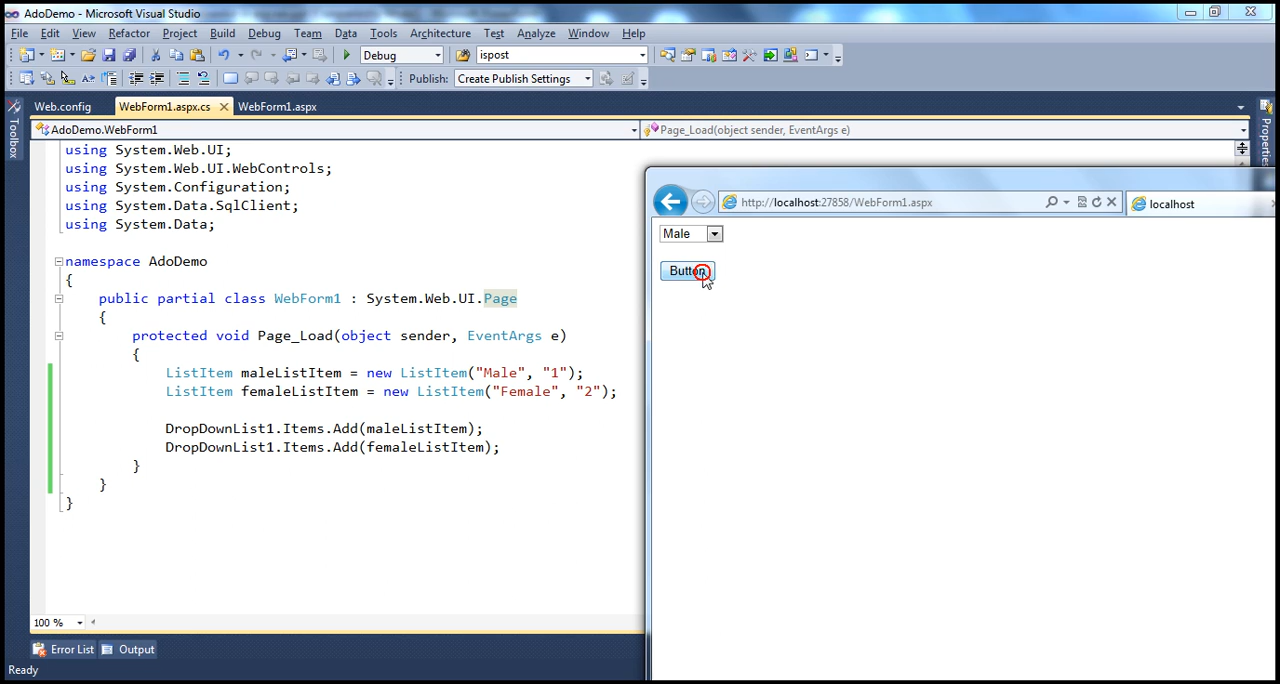 AdoDemo - Microsoft Visual Studio
File Edit View Refactor Project Build Debug Team Data Tools Architecture Test Analyze Window Help
Debug ispost
Publish: Create Publish Settings
Web.config WebForm1.aspx.cs WebForm1.aspx
AdoDemo.WebForm1 Page_Load(object sender, EventArgs e)
Toolbox
Properties
using System.Web.UI;
using System.Web.UI.WebControls;
using System.Configuration;
using System.Data.SqlClient;
using System.Data;
namespace AdoDemo
{
public partial class WebForm1 : System.Web.UI.Page
{
protected void Page_Load(object sender, EventArgs e)
{
ListItem maleListItem = new ListItem("Male", "1");
ListItem femaleListItem = new ListItem("Female", "2");
DropDownList1.Items.Add(maleListItem);
DropDownList1.Items.Add(femaleListItem);
}
}
}
http://localhost:27858/WebForm1.aspx localhost
Male
Button
100 %
Error List Output
Ready